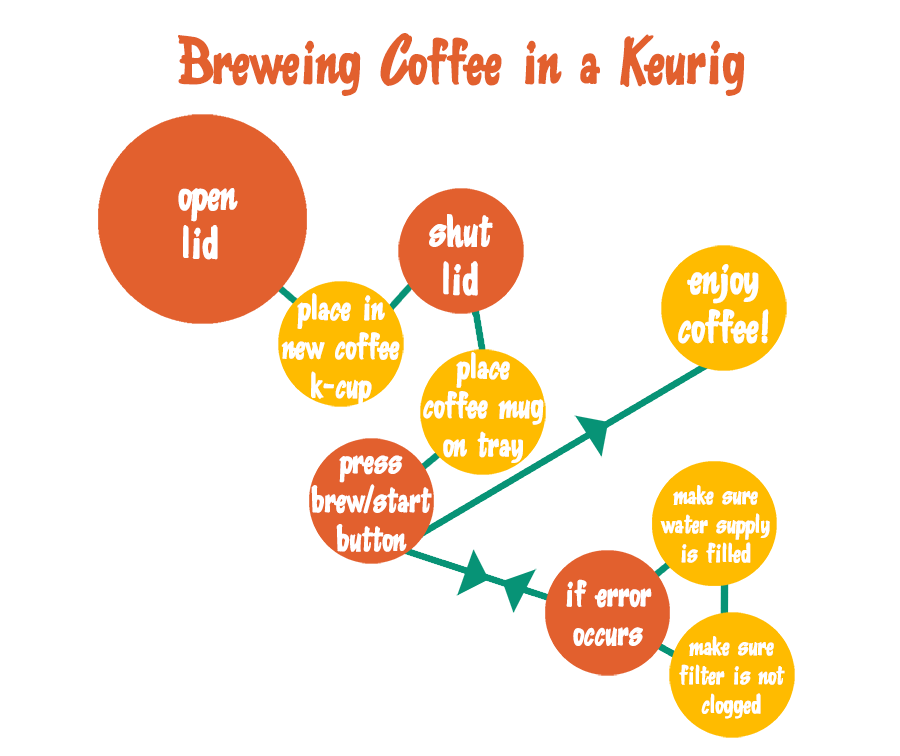 Breweing Coffee in a Keurig
open
lid
place in
new coffee
k-cup
shut
lid
place
coffee mug
on tray
press
brew/start
button
enjoy
coffee!
if error
occurs
make sure
water supply
is filled
make sure
filter is not
clogged